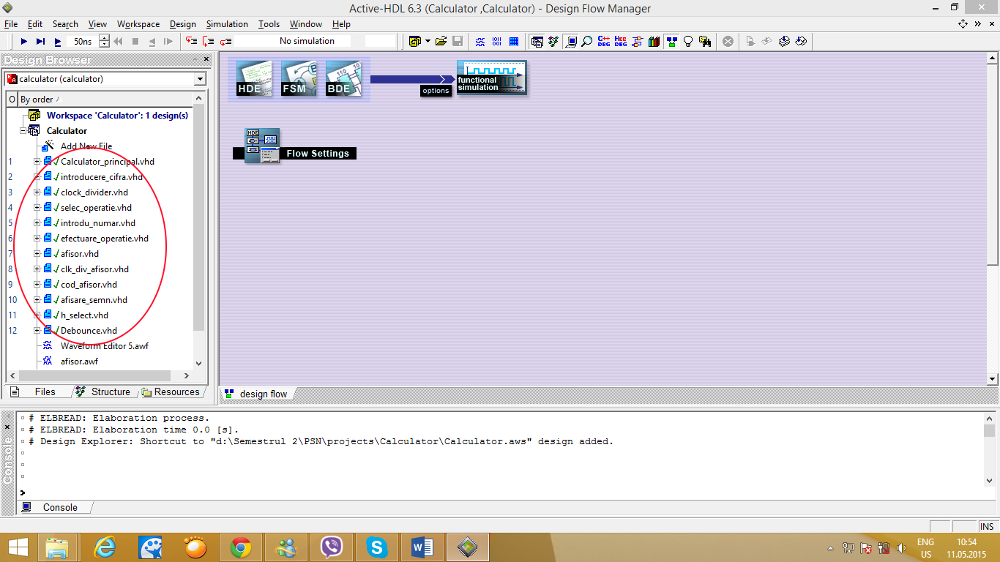 Active-HDL 6.3 (Calculator ,Calculator) - Design Flow Manager
File Edit Search View Workspace Design Simulation Tools Window Help
50ns No simulation
Design Browser
calculator (calculator)
O By order
Workspace 'Calculator': 1 design(s)
Calculator
Add New File
1 Calculator_principal.vhd
2 introducere_cifra.vhd
3 clock_divider.vhd
4 selec_operatie.vhd
5 introdu_numar.vhd
6 efectuare_operatie.vhd
7 afisor.vhd
8 clk_div_afisor.vhd
9 cod_afisor.vhd
10 afisare_semn.vhd
11 h_select.vhd
12 Debounce.vhd
Waveform Editor 5.awf
afisor.awf
Files Structure Resources
HDE FSM BDE
options
functional
simulation
HDE
Flow Settings
design flow
# ELBREAD: Elaboration process.
# ELBREAD: Elaboration time 0.0 [s].
# Design Explorer: Shortcut to "d:\Semestrul 2\PSN\projects\Calculator\Calculator.aws" design added.
>
Console
Console
INS
ENG
US
10:54
11.05.2015